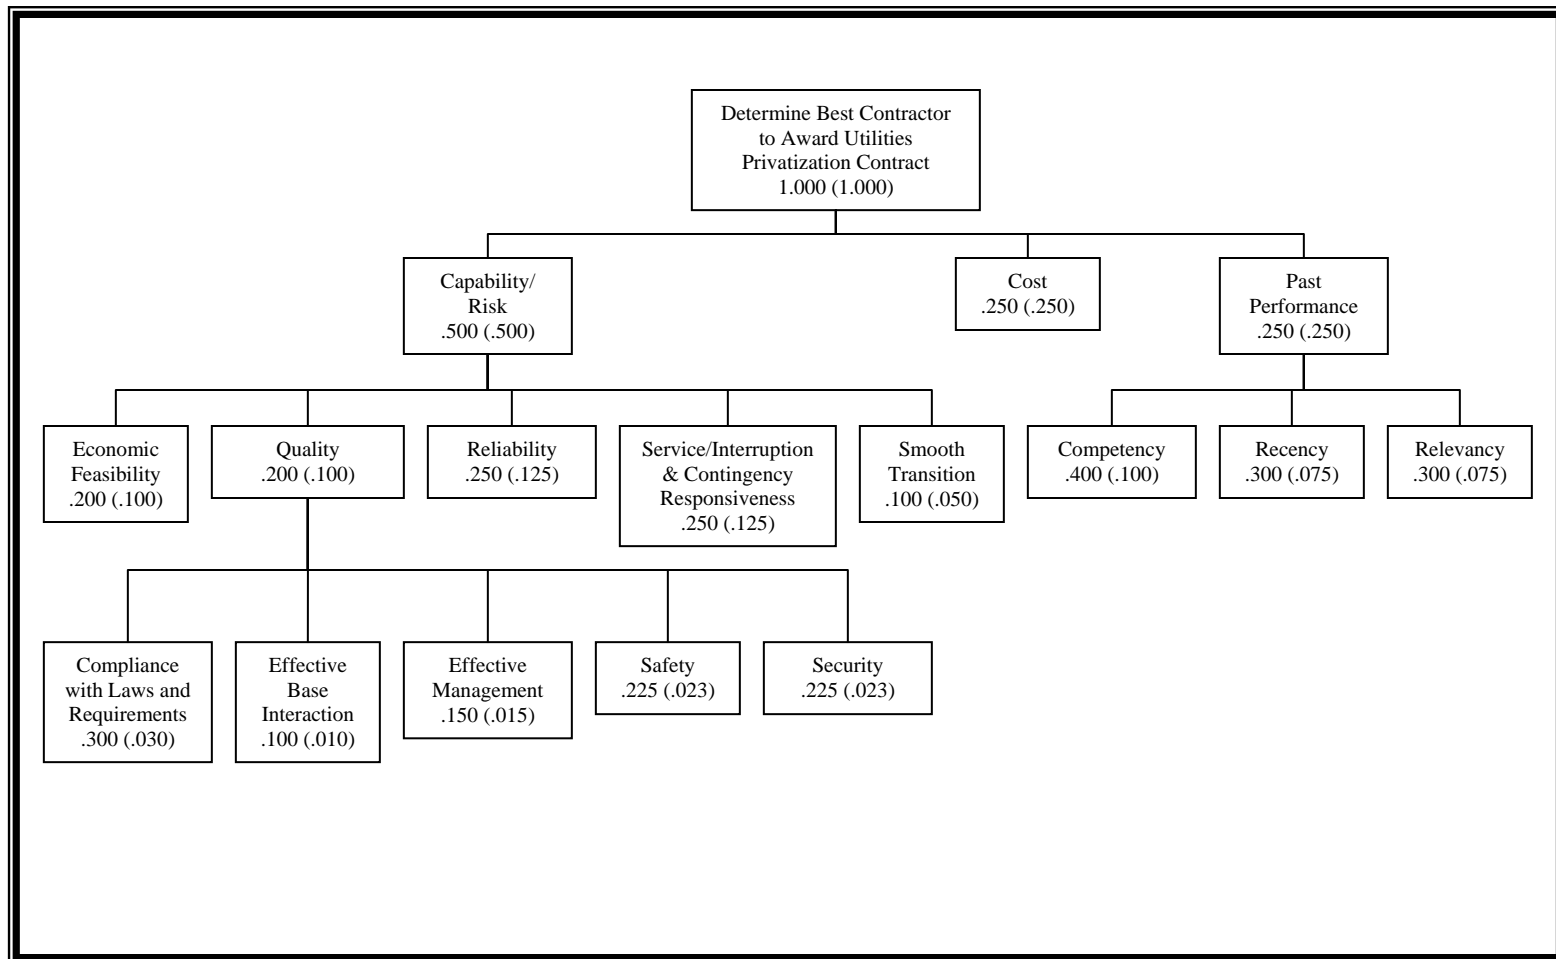 Determine Best Contractor
to Award Utilities
Privatization Contract
1.000 (1.000)
Capability/
Risk
.500 (.500)
Cost
.250 (.250)
Past
Performance
.250 (.250)
Economic
Feasibility
.200 (.100)
Quality
.200 (.100)
Reliability
.250 (.125)
Service/Interruption
& Contingency
Responsiveness
.250 (.125)
Smooth
Transition
.100 (.050)
Competency
.400 (.100)
Recency
.300 (.075)
Relevancy
.300 (.075)
Compliance
with Laws and
Requirements
.300 (.030)
Effective
Base
Interaction
.100 (.010)
Effective
Management
.150 (.015)
Safety
.225 (.023)
Security
.225 (.023)